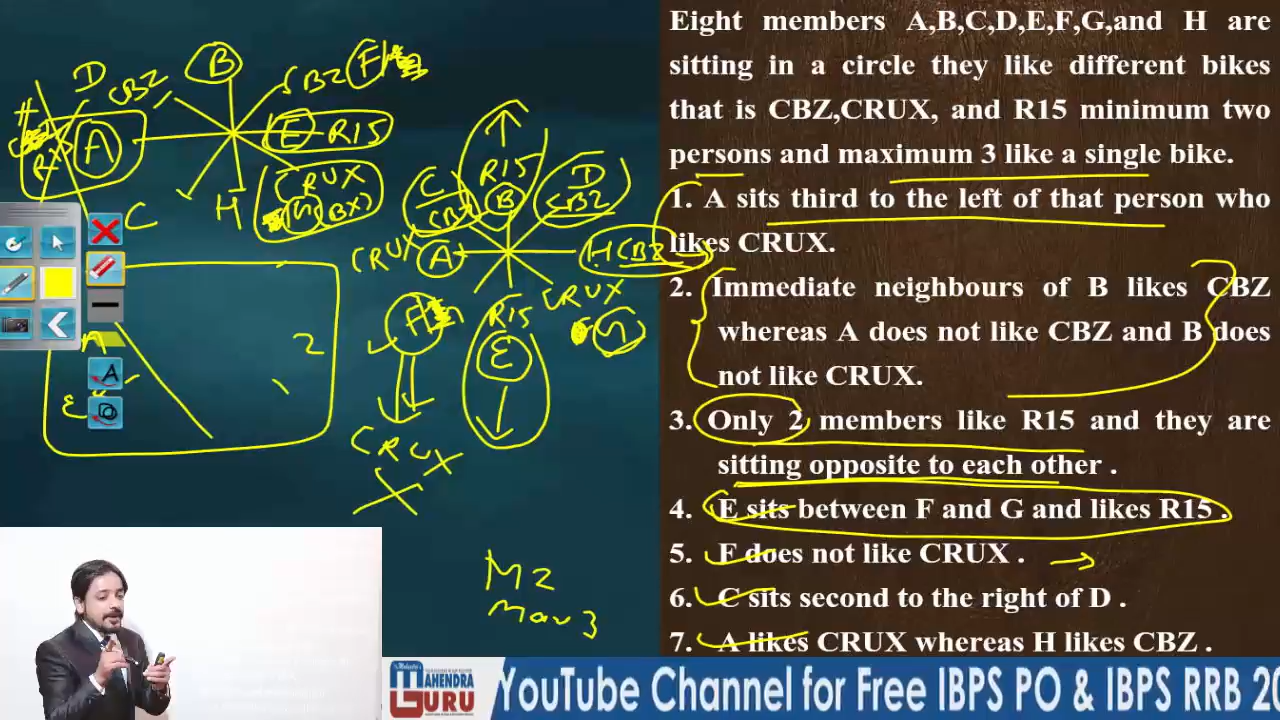 Eight members A,B,C,D,E,F,G,and H are
sitting in a circle they like different bikes
that is CBZ,CRUX, and R15 minimum two
persons and maximum 3 like a single bike.
1. A sits third to the left of that person who
likes CRUX.
2. Immediate neighbours of B likes CBZ
whereas A does not like CBZ and B does
not like CRUX.
3. Only 2 members like R15 and they are
sitting opposite to each other .
4. E sits between F and G and likes R15 .
5. F does not like CRUX .
6. C sits second to the right of D .
7. A likes CRUX whereas H likes CBZ .
D
CBZ
B
A
E R15
CRUX
H
C
R15
B
C
D
CRUX
A
H CBZ
CRUX
R15
E
2
CRUX
M2
Max 3
MAHENDRA
GURU
YouTube Channel for Free IBPS PO & IBPS RRB 20